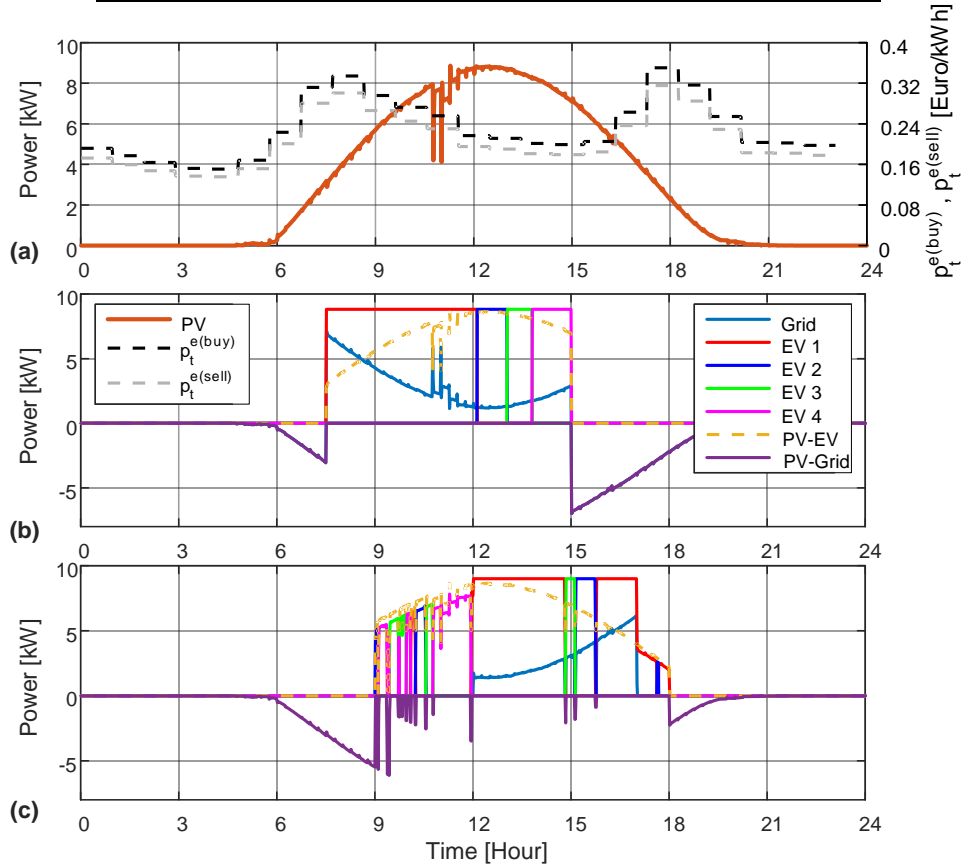 10
8
6
4
2
0
Power [kW]
0.4
0.32
0.24
0.16
0.08
0
p_t^e(buy) , p_t^e(sell) [Euro/kWh]
(a)
0 3 6 9 12 15 18 21 24
10
5
0
-5
Power [kW]
PV
p_t^e(buy)
p_t^e(sell)
Grid
EV 1
EV 2
EV 3
EV 4
PV-EV
PV-Grid
(b)
0 3 6 9 12 15 18 21 24
10
5
0
-5
Power [kW]
(c)
0 3 6 9 12 15 18 21 24
Time [Hour]